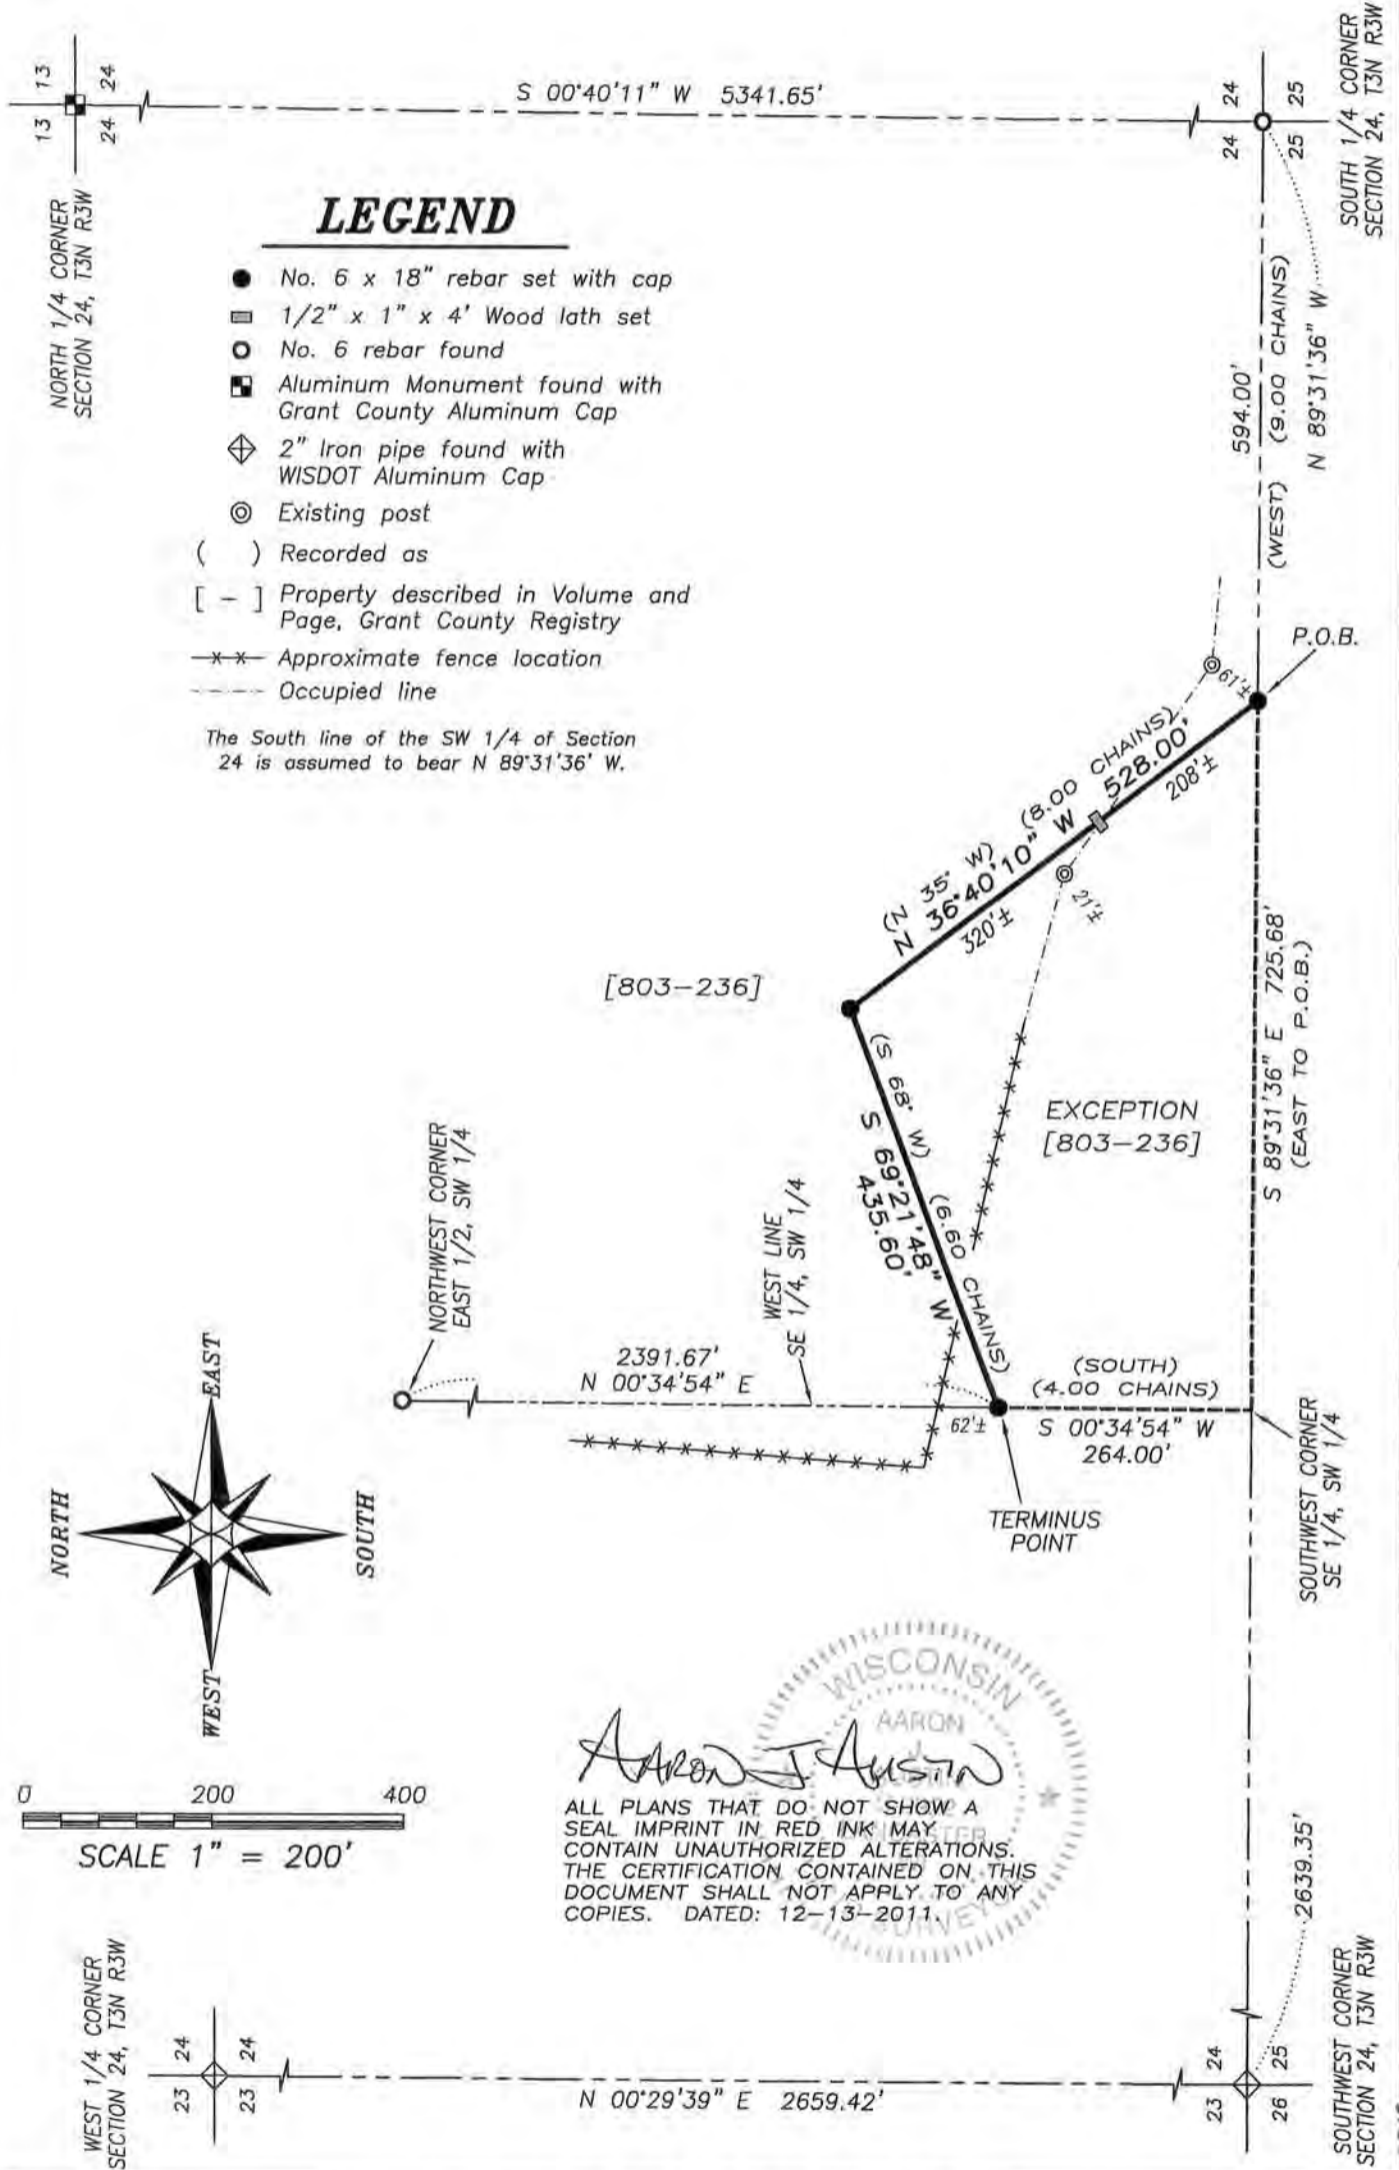 13
24
13
24
S 00°40'11" W 5341.65'
24
25
24
25
SOUTH 1/4 CORNER
SECTION 24, T3N R3W
NORTH 1/4 CORNER
SECTION 24, T3N R3W
LEGEND
No. 6 x 18" rebar set with cap
1/2" x 1" x 4' Wood lath set
No. 6 rebar found
Aluminum Monument found with
Grant County Aluminum Cap
2" Iron pipe found with
WISDOT Aluminum Cap
Existing post
( ) Recorded as
[ - ] Property described in Volume and
Page, Grant County Registry
Approximate fence location
Occupied line
The South line of the SW 1/4 of Section
24 is assumed to bear N 89°31'36' W.
594.00'
(WEST) (9.00 CHAINS)
N 89°31'36" W
P.O.B.
61'±
(N 35° W) (8.00 CHAINS)
N 36°40'10" W 528.00'
320'±
208'±
21'±
[803-236]
S 89°31'36" E 725.68'
(EAST TO P.O.B.)
EXCEPTION
[803-236]
(S 68° W) (6.60 CHAINS)
S 69°21'48" W
435.60'
NORTHWEST CORNER
EAST 1/2, SW 1/4
WEST LINE
SE 1/4, SW 1/4
2391.67'
N 00°34'54" E
62'±
(SOUTH)
(4.00 CHAINS)
S 00°34'54" W
264.00'
TERMINUS
POINT
SOUTHWEST CORNER
SE 1/4, SW 1/4
EAST
NORTH
SOUTH
WEST
0 200 400
SCALE 1" = 200'
WISCONSIN
AARON
J.
AARON J. AUSTIN
ALL PLANS THAT DO NOT SHOW A
SEAL IMPRINT IN RED INK MAY
CONTAIN UNAUTHORIZED ALTERATIONS.
THE CERTIFICATION CONTAINED ON THIS
DOCUMENT SHALL NOT APPLY TO ANY
COPIES. DATED: 12-13-2011.
2639.35'
WEST 1/4 CORNER
SECTION 24, T3N R3W
24
24
23
23
N 00°29'39" E 2659.42'
24
25
23
26
SOUTHWEST CORNER
SECTION 24, T3N R3W